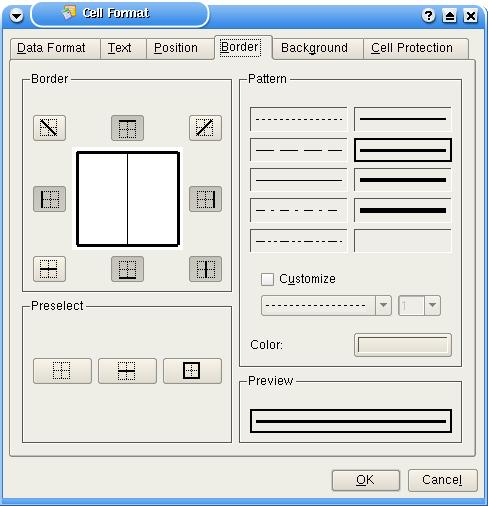 Cell Format
Data Format Text Position Border Background Cell Protection
Border
Pattern
Customize
1
Preselect
Color:
Preview
OK Cancel